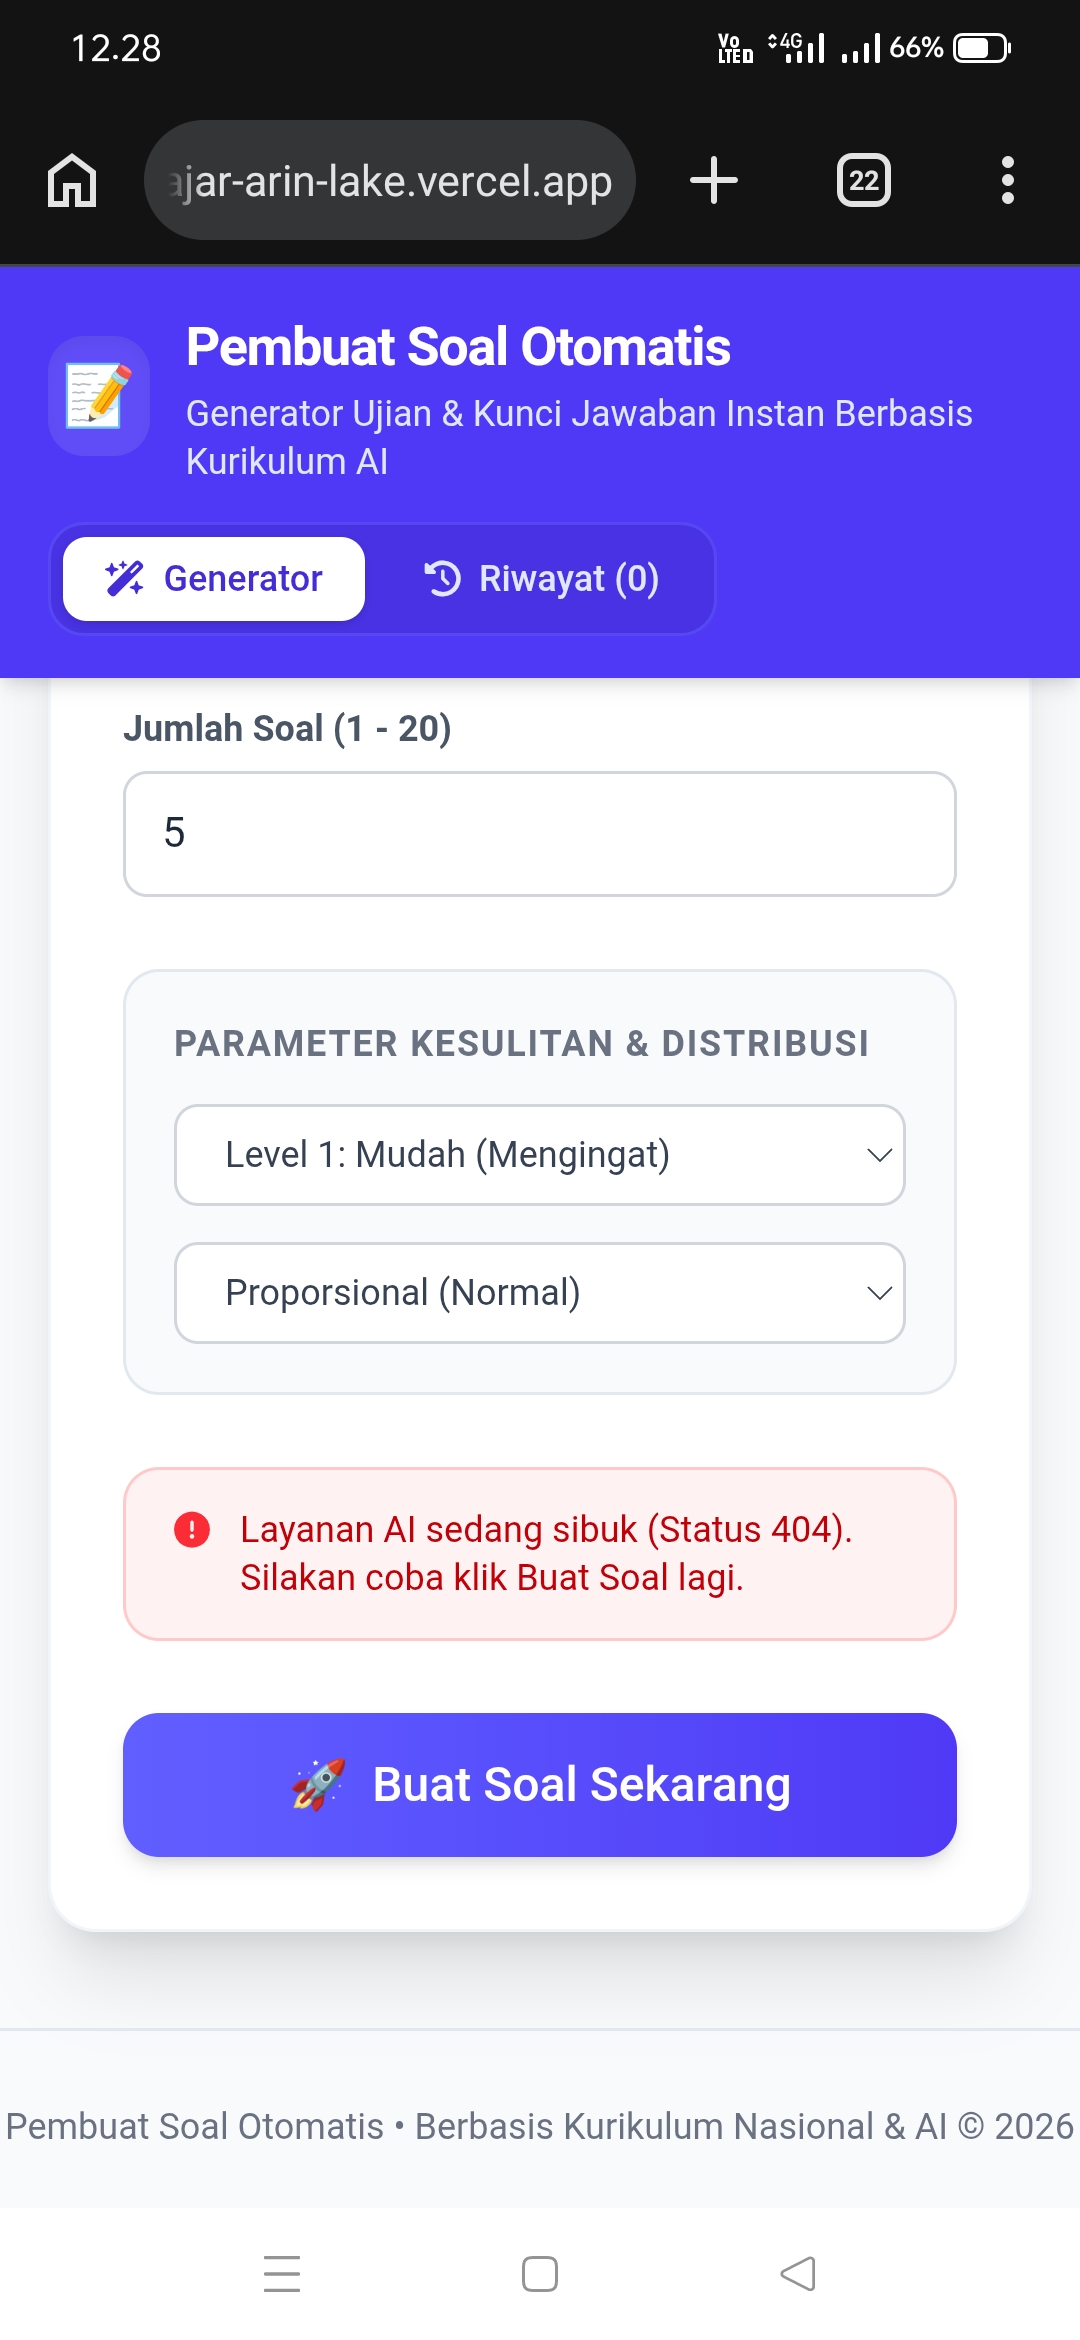 12.28
Vo LTE 4G 66%
ajar-arin-lake.vercel.app
22
Pembuat Soal Otomatis
Generator Ujian & Kunci Jawaban Instan Berbasis
Kurikulum AI
Generator
Riwayat (0)
Jumlah Soal (1 - 20)
5
PARAMETER KESULITAN & DISTRIBUSI
Level 1: Mudah (Mengingat)
Proporsional (Normal)
Layanan AI sedang sibuk (Status 404).
Silakan coba klik Buat Soal lagi.
🚀 Buat Soal Sekarang
Pembuat Soal Otomatis • Berbasis Kurikulum Nasional & AI © 2026